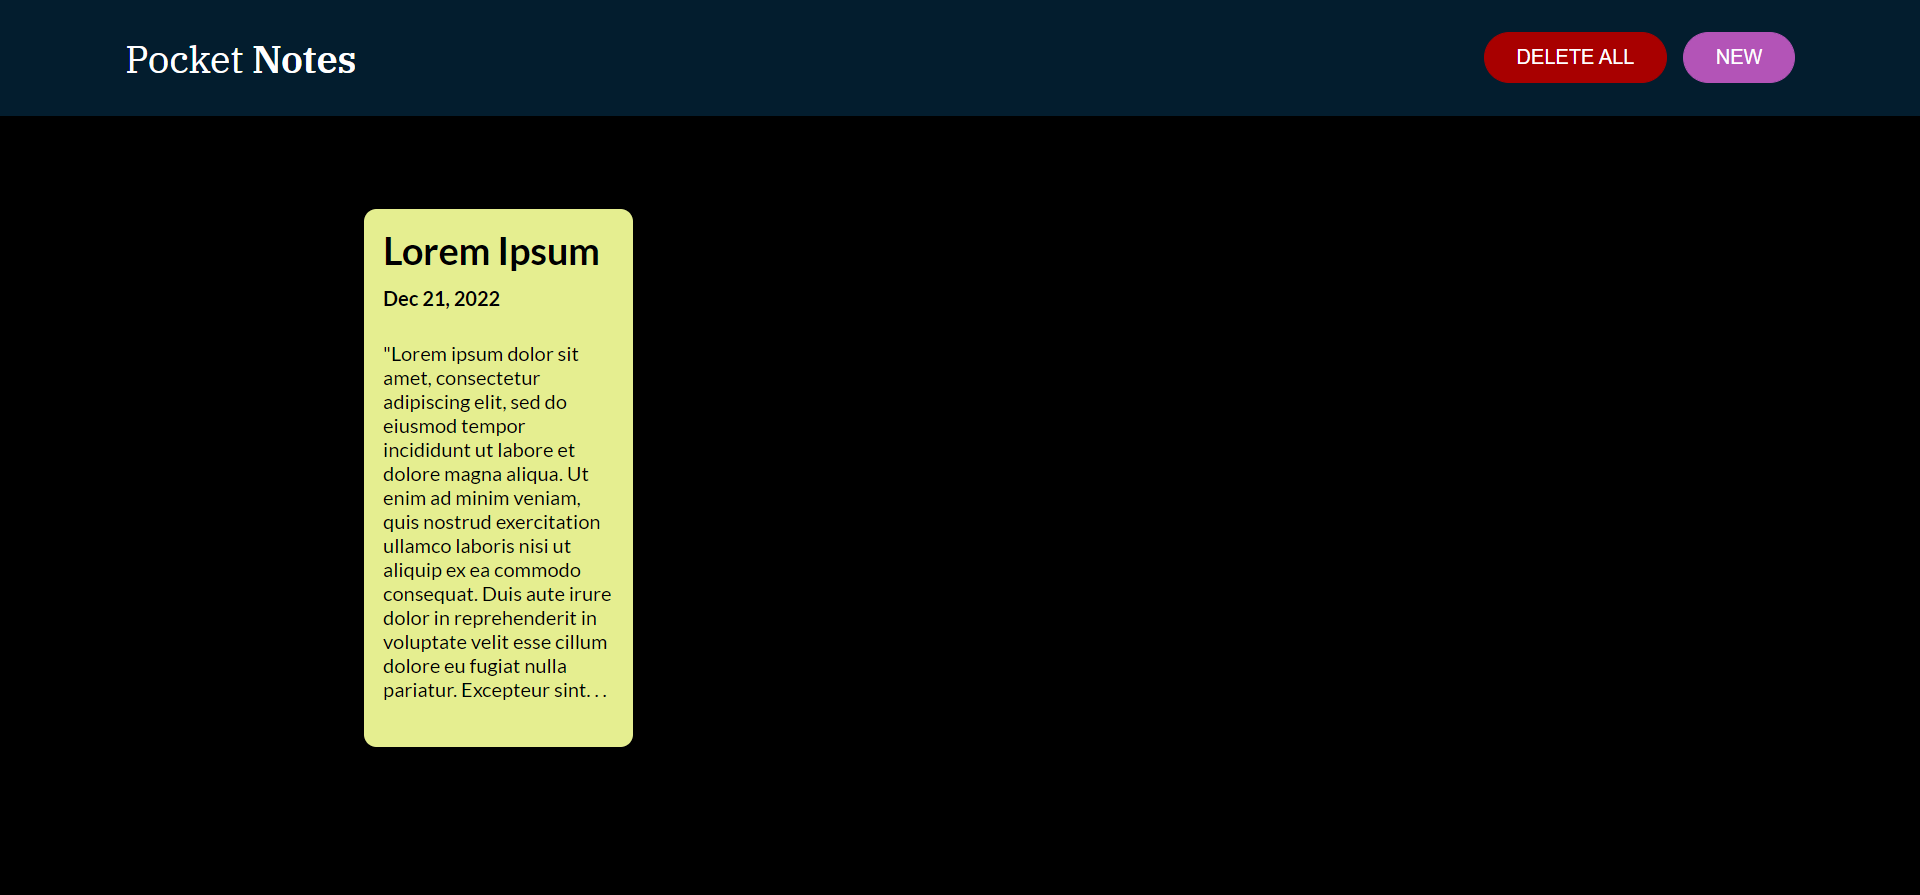 Pocket Notes
DELETE ALL
NEW
Lorem Ipsum
Dec 21, 2022
"Lorem ipsum dolor sit
amet, consectetur
adipiscing elit, sed do
eiusmod tempor
incididunt ut labore et
dolore magna aliqua. Ut
enim ad minim veniam,
quis nostrud exercitation
ullamco laboris nisi ut
aliquip ex ea commodo
consequat. Duis aute irure
dolor in reprehenderit in
voluptate velit esse cillum
dolore eu fugiat nulla
pariatur. Excepteur sint. . .